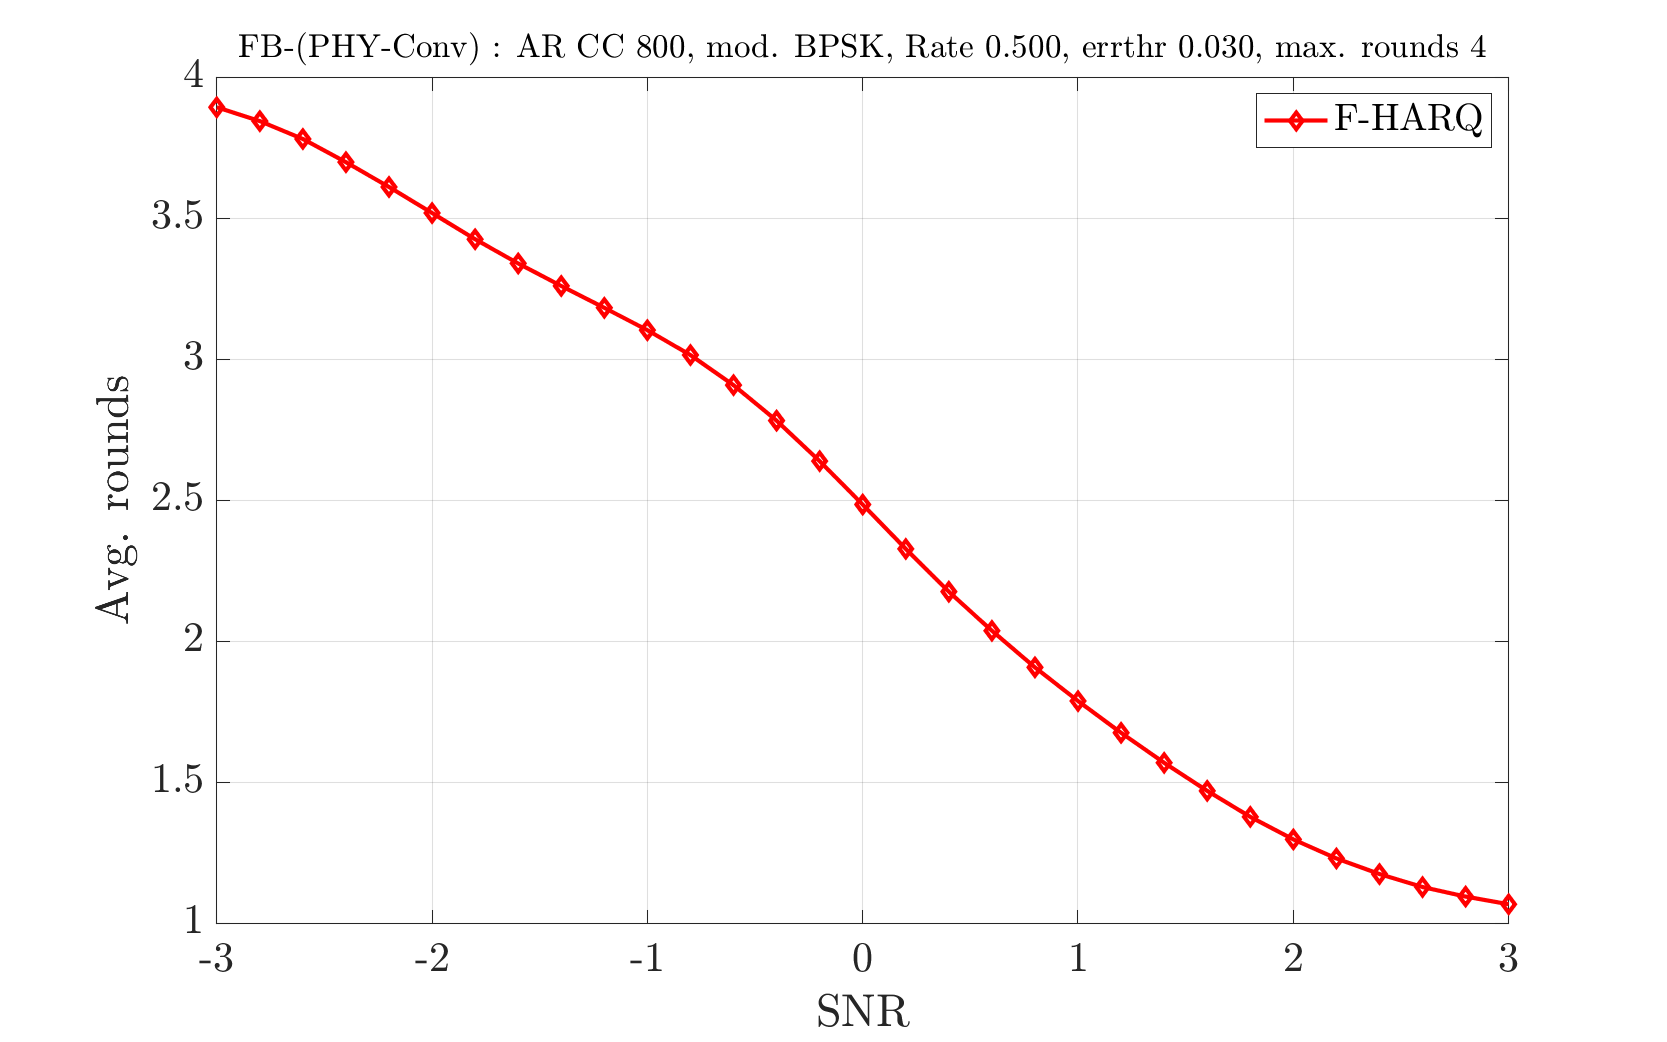 FB-(PHY-Conv) : AR CC 800, mod. BPSK, Rate 0.500, errthr 0.030, max. rounds 4
F-HARQ
4
3.5
3
2.5
2
1.5
1
Avg. rounds
-3 -2 -1 0 1 2 3
SNR